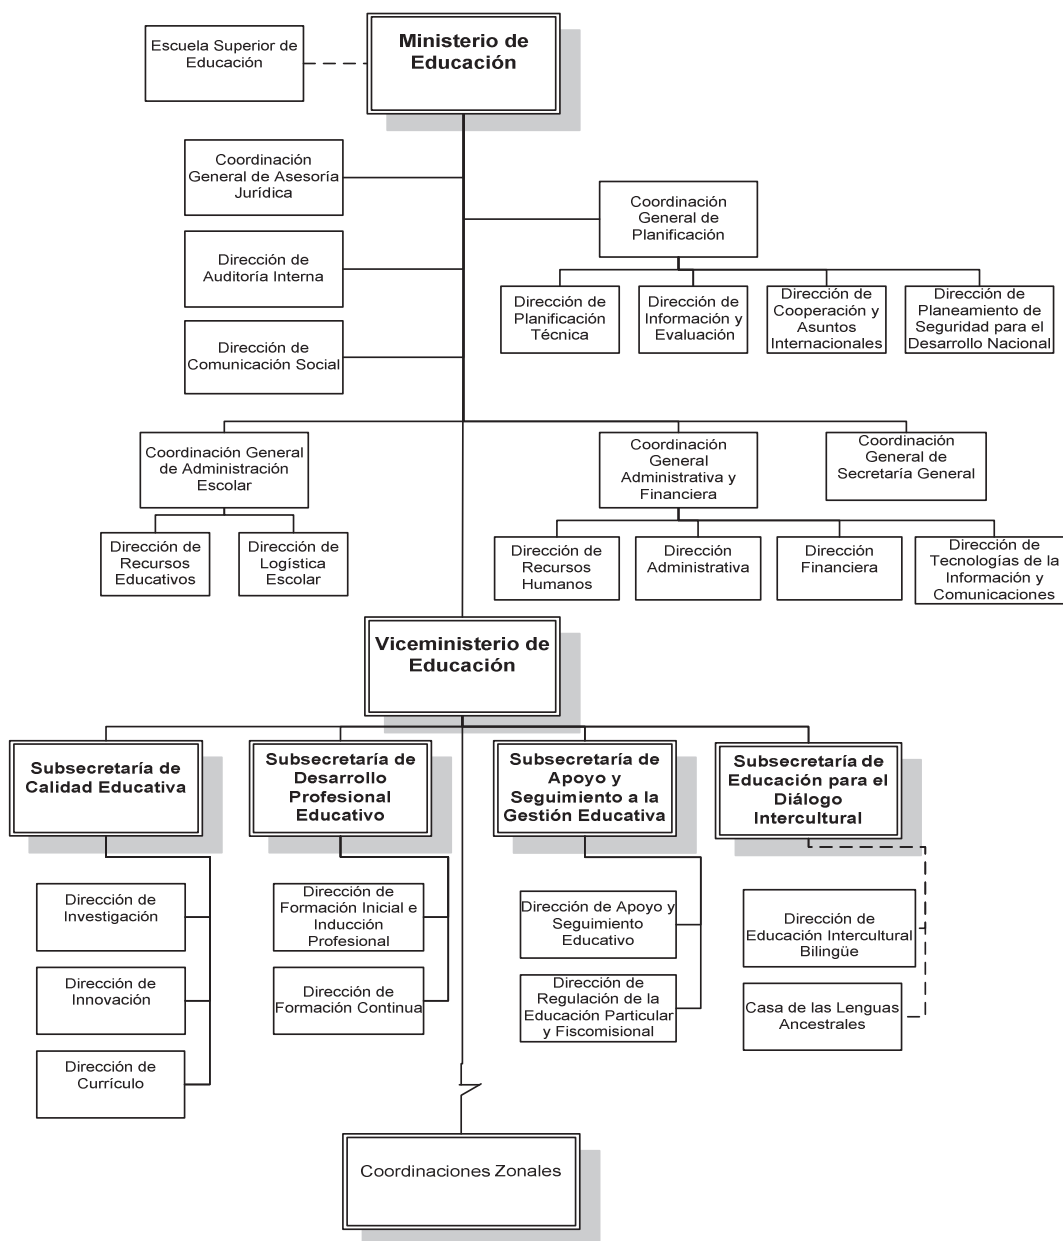 Escuela Superior de
Educación
Ministerio de
Educación
Coordinación
General de Asesoría
Jurídica
Coordinación
General de
Planificación
Dirección de
Auditoría Interna
Dirección de
Planificación
Técnica
Dirección de
Información y
Evaluación
Dirección de
Cooperación y
Asuntos
Internacionales
Dirección de
Planeamiento de
Seguridad para el
Desarrollo Nacional
Dirección de
Comunicación Social
Coordinación General
de Administración
Escolar
Coordinación
General
Administrativa y
Financiera
Coordinación
General de
Secretaría General
Dirección de
Recursos
Educativos
Dirección de
Logística
Escolar
Dirección de
Recursos
Humanos
Dirección
Administrativa
Dirección
Financiera
Dirección de
Tecnologías de la
Información y
Comunicaciones
Viceministerio de
Educación
Subsecretaría de
Calidad Educativa
Subsecretaría de
Desarrollo
Profesional
Educativo
Subsecretaría de
Apoyo y
Seguimiento a la
Gestión Educativa
Subsecretaría de
Educación para el
Diálogo
Intercultural
Dirección de
Investigación
Dirección de
Innovación
Dirección de
Currículo
Dirección de
Formación Inicial e
Inducción
Profesional
Dirección de
Formación Continua
Dirección de Apoyo y
Seguimiento
Educativo
Dirección de
Regulación de la
Educación Particular
y Fiscomisional
Dirección de
Educación Intercultural
Bilingüe
Casa de las Lenguas
Ancestrales
Coordinaciones Zonales